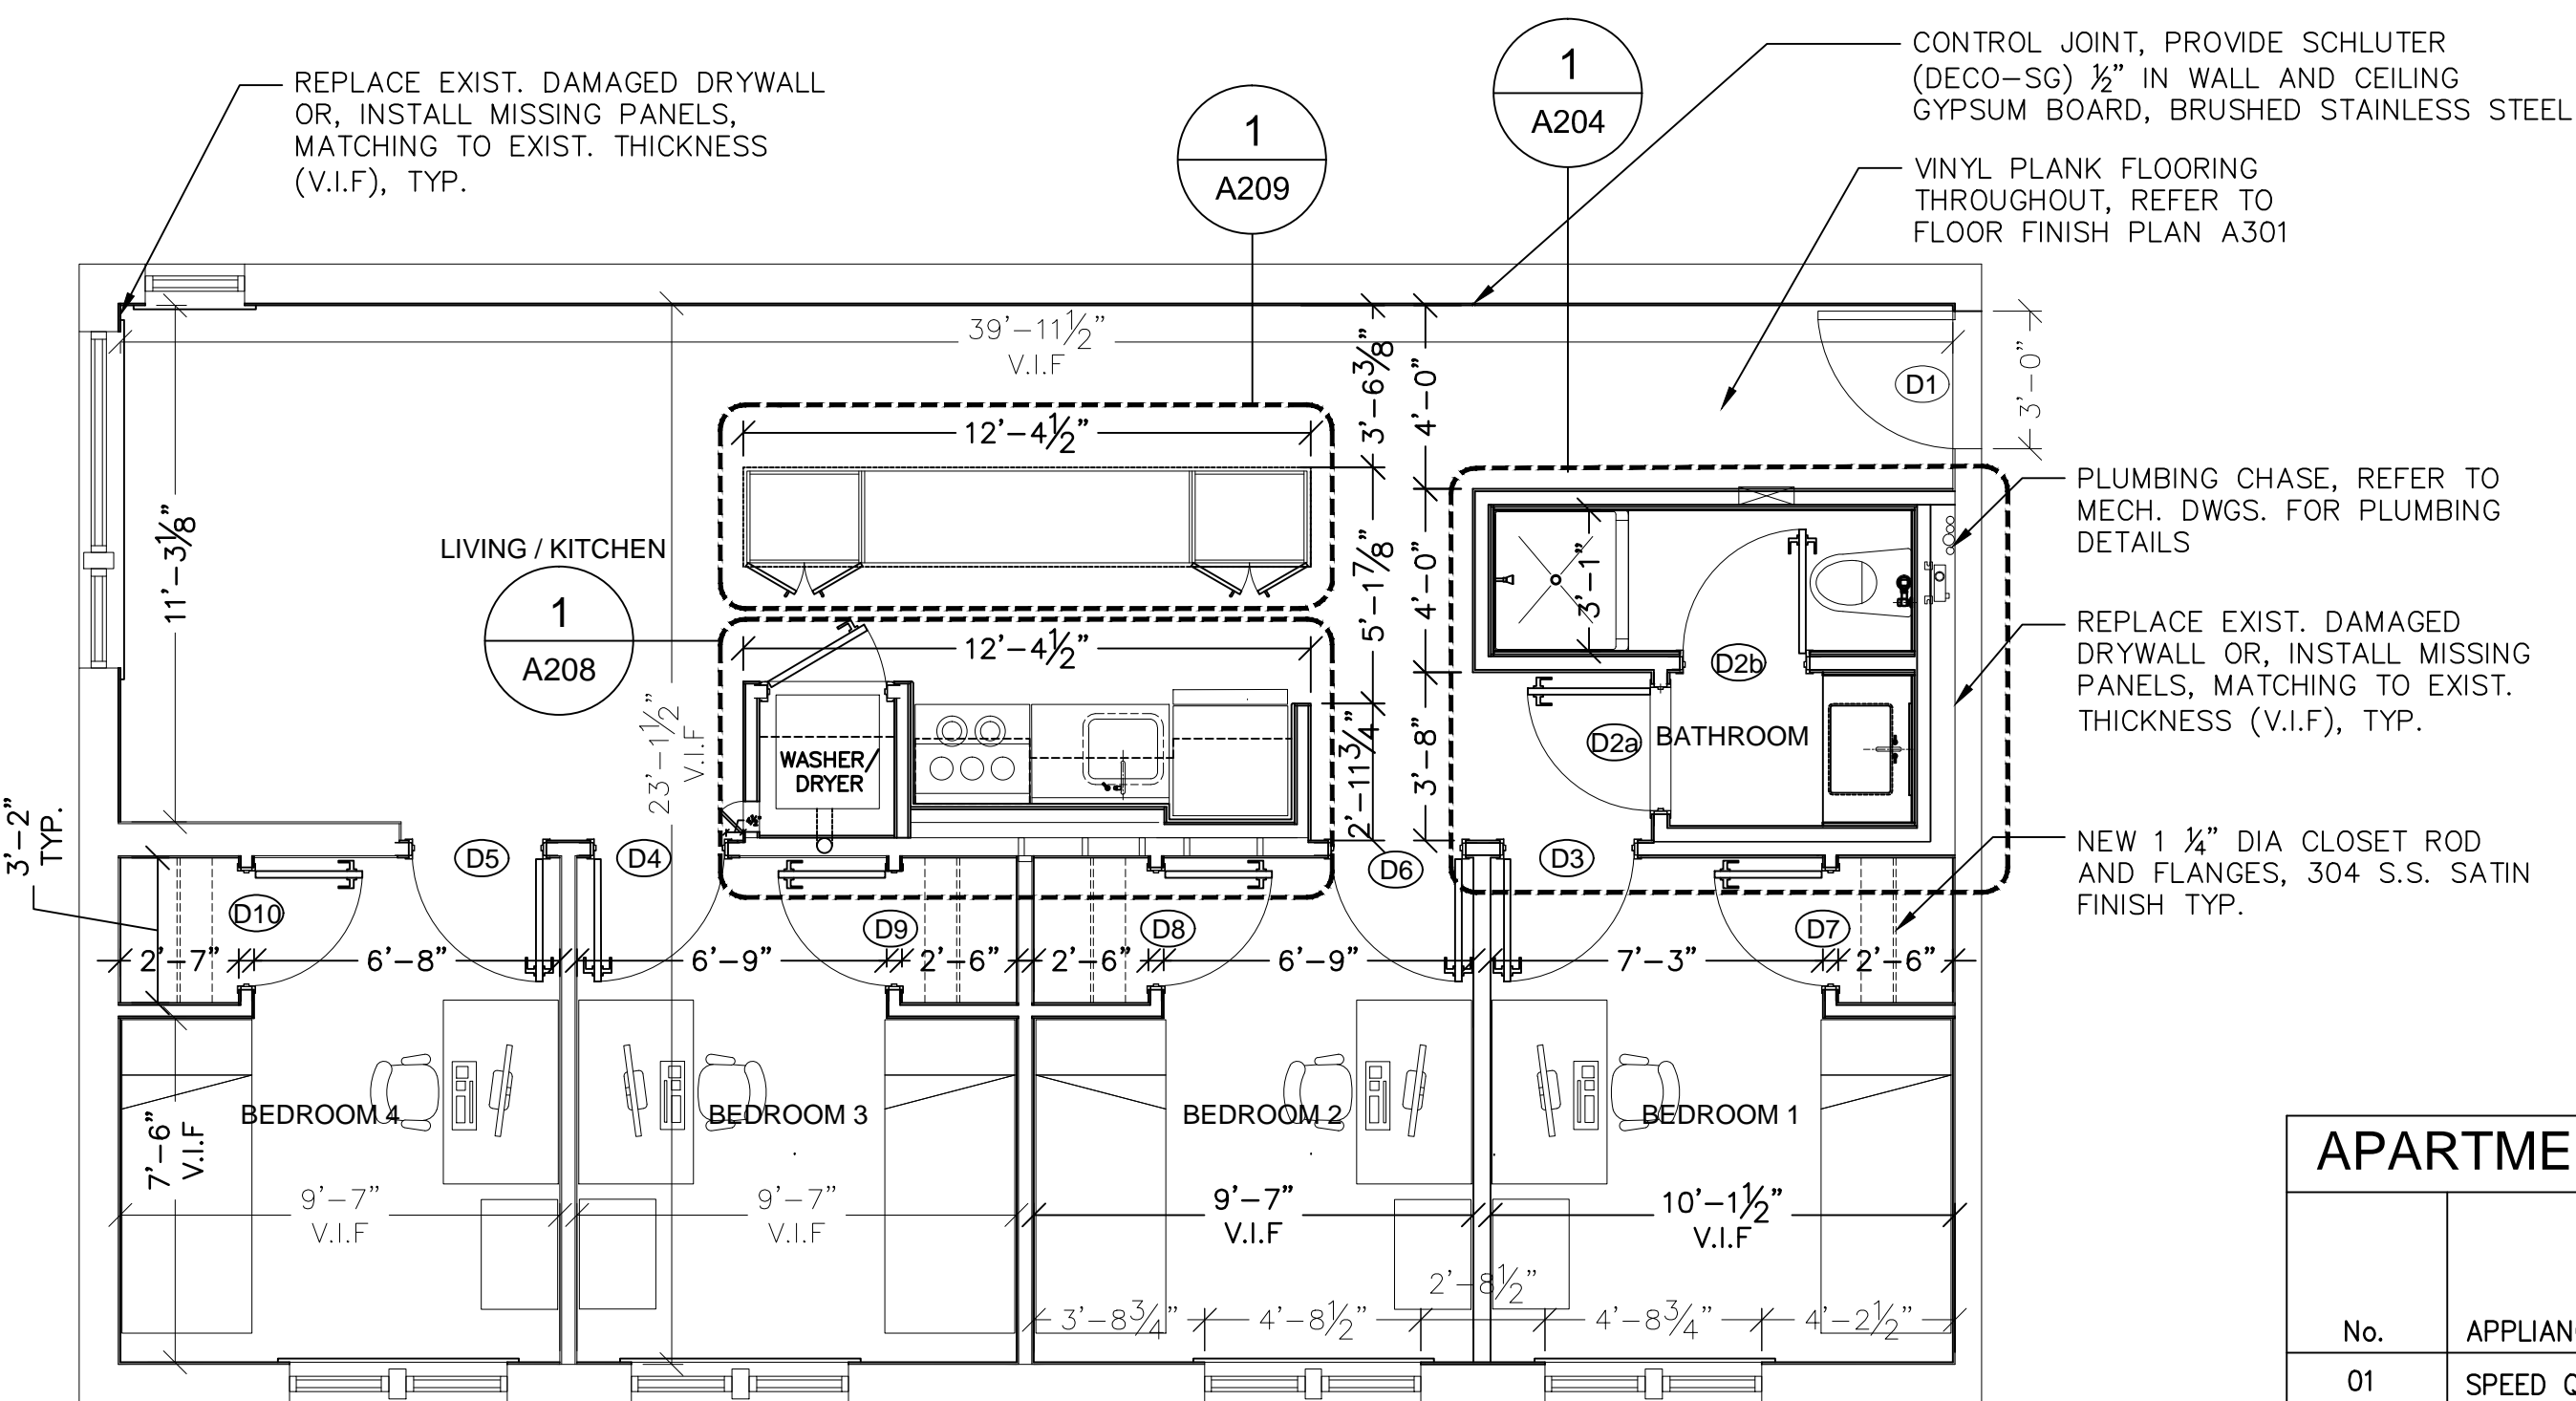 REPLACE EXIST. DAMAGED DRYWALL
OR, INSTALL MISSING PANELS,
MATCHING TO EXIST. THICKNESS
(V.I.F), TYP.
1
A209
1
A204
CONTROL JOINT, PROVIDE SCHLUTER
(DECO-SG) ½" IN WALL AND CEILING
GYPSUM BOARD, BRUSHED STAINLESS STEEL
VINYL PLANK FLOORING
THROUGHOUT, REFER TO
FLOOR FINISH PLAN A301
39'-11½"
V.I.F
3'-6⅜"
4'-0"
D1
3'-0"
12'-4½"
11'-3⅛"
LIVING / KITCHEN
1
A208
5'-1⅞"
4'-0"
3'-1"
PLUMBING CHASE, REFER TO
MECH. DWGS. FOR PLUMBING
DETAILS
12'-4½"
23'-1½"
V.I.F
WASHER/
DRYER
2'-11¾"
3'-8"
D2b
D2a
BATHROOM
REPLACE EXIST. DAMAGED
DRYWALL OR, INSTALL MISSING
PANELS, MATCHING TO EXIST.
THICKNESS (V.I.F), TYP.
3'-2"
TYP.
D5
D4
D6
D3
NEW 1 ¼" DIA CLOSET ROD
AND FLANGES, 304 S.S. SATIN
FINISH TYP.
D10
D9
D8
D7
2'-7"
6'-8"
6'-9"
2'-6"
2'-6"
6'-9"
7'-3"
2'-6"
BEDROOM 4
BEDROOM 3
BEDROOM 2
BEDROOM 1
7'-6"
V.I.F
9'-7"
V.I.F
9'-7"
V.I.F
9'-7"
V.I.F
10'-1½"
V.I.F
2'-8½"
3'-8¾"
4'-8½"
4'-8¾"
4'-2½"
APARTME
No.
APPLIAN
01
SPEED Q